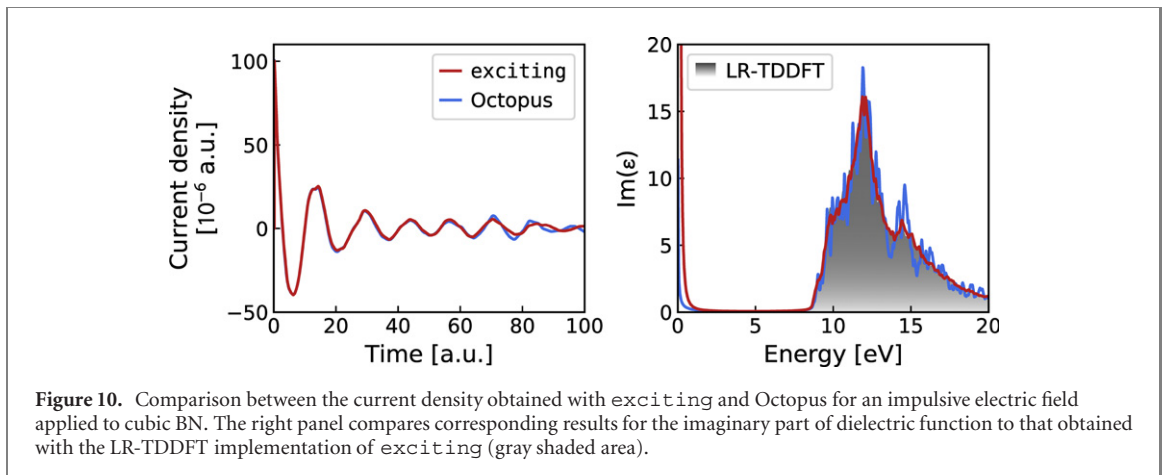 100
50
0
−50
0
20
40
60
80
100
Time [a.u.]
Current density
[10⁻⁶ a.u.]
exciting
Octopus
20
15
10
5
0
0
5
10
15
20
Energy [eV]
Im(ε)
LR-TDDFT
Figure 10. Comparison between the current density obtained with exciting and Octopus for an impulsive electric field
applied to cubic BN. The right panel compares corresponding results for the imaginary part of dielectric function to that obtained
with the LR-TDDFT implementation of exciting (gray shaded area).